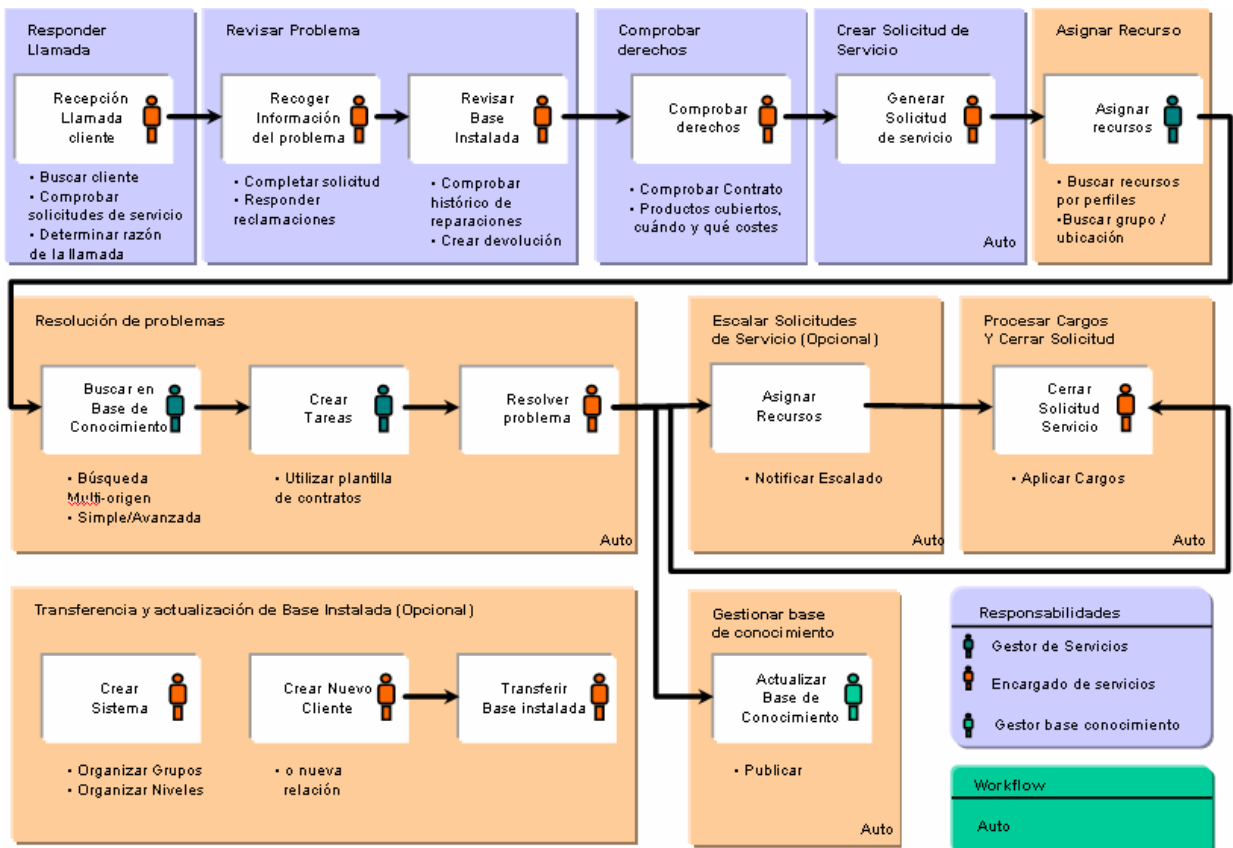 Responder
Llamada
Recepción
Llamada
cliente
• Buscar cliente
• Comprobar
solicitudes de servicio
• Determinar razón
de la llamada
Revisar Problema
Recoger
Información
del problema
• Completar solicitud
• Responder
reclamaciones
Revisar
Base
Instalada
• Comprobar
histórico de
reparaciones
• Crear devolución
Comprobar
derechos
Comprobar
derechos
• Comprobar Contrato
• Productos cubiertos,
cuándo y qué costes
Crear Solicitud de
Servicio
Generar
Solicitud
de servicio
Auto
Asignar Recurso
Asignar
recursos
• Buscar recursos
por perfiles
•Buscar grupo /
ubicación
Resolución de problemas
Buscar en
Base de
Conocimiento
• Búsqueda
Multi-origen
• Simple/Avanzada
Crear
Tareas
• Utilizar plantilla
de contratos
Resolver
problema
Auto
Escalar Solicitudes
de Servicio (Opcional)
Asignar
Recursos
• Notificar Escalado
Auto
Procesar Cargos
Y Cerrar Solicitud
Cerrar
Solicitud
Servicio
• Aplicar Cargos
Auto
Transferencia y actualización de Base Instalada (Opcional)
Crear
Sistema
• Organizar Grupos
• Organizar Niveles
Crear Nuevo
Cliente
• o nueva
relación
Transferir
Base instalada
Gestionar base
de conocimiento
Actualizar
Base de
Conocimiento
• Publicar
Auto
Responsabilidades
Gestor de Servicios
Encargado de servicios
Gestor base conocimiento
Workflow
Auto